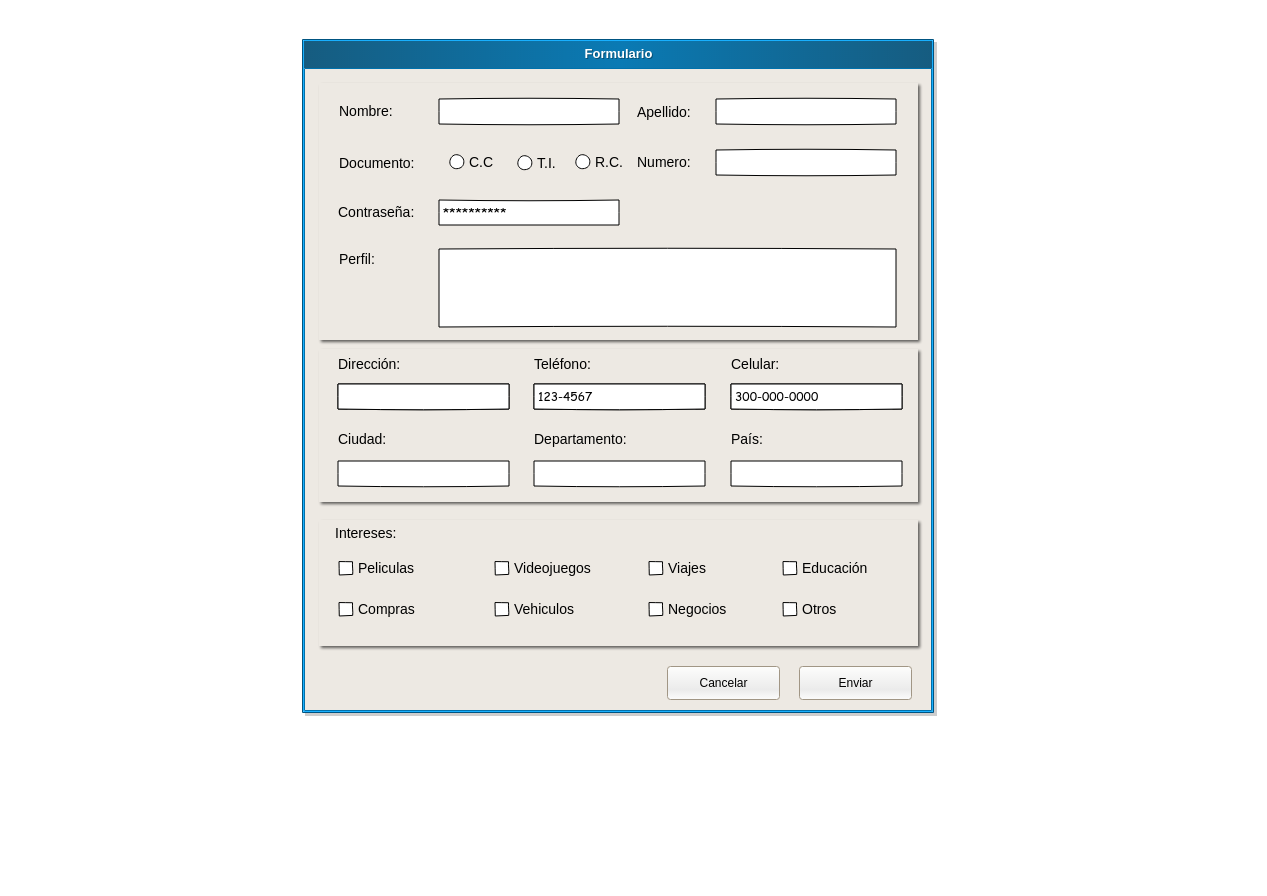 Formulario
Nombre: Apellido:
Documento: C.C T.I. R.C. Numero:
Contraseña: **********
Perfil:
Dirección: Teléfono: Celular:
123-4567 300-000-0000
Ciudad: Departamento: País:
Intereses:
Peliculas Videojuegos Viajes Educación
Compras Vehiculos Negocios Otros
Cancelar Enviar